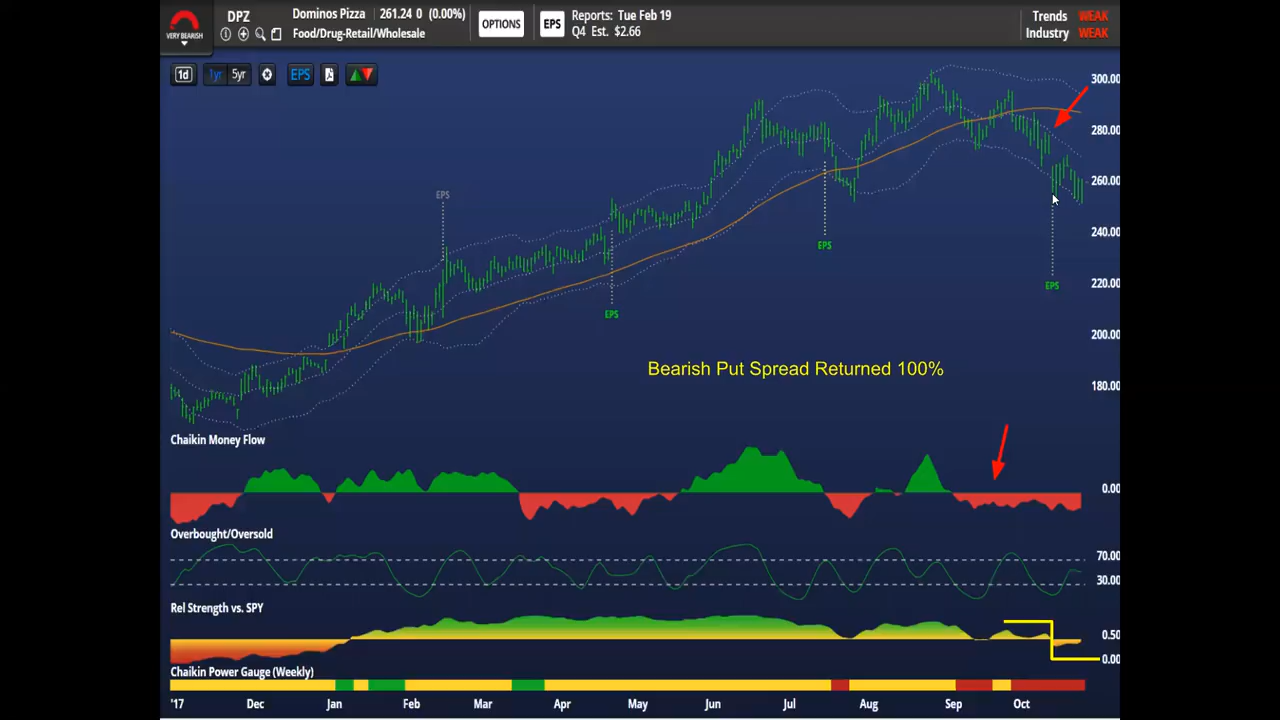 DPZ
Dominos Pizza 261.24 0 (0.00%)
Food/Drug-Retail/Wholesale
VERY BEARISH
OPTIONS
EPS
Reports: Tue Feb 19
Q4 Est. $2.66
Trends WEAK
Industry WEAK
1d 1yr 5yr EPS
300.00
280.00
260.00
240.00
220.00
200.00
180.00
EPS
EPS
EPS
EPS
Bearish Put Spread Returned 100%
Chaikin Money Flow
0.00
Overbought/Oversold
70.00
30.00
Rel Strength vs. SPY
0.50
0.00
Chaikin Power Gauge (Weekly)
'17 Dec Jan Feb Mar Apr May Jun Jul Aug Sep Oct